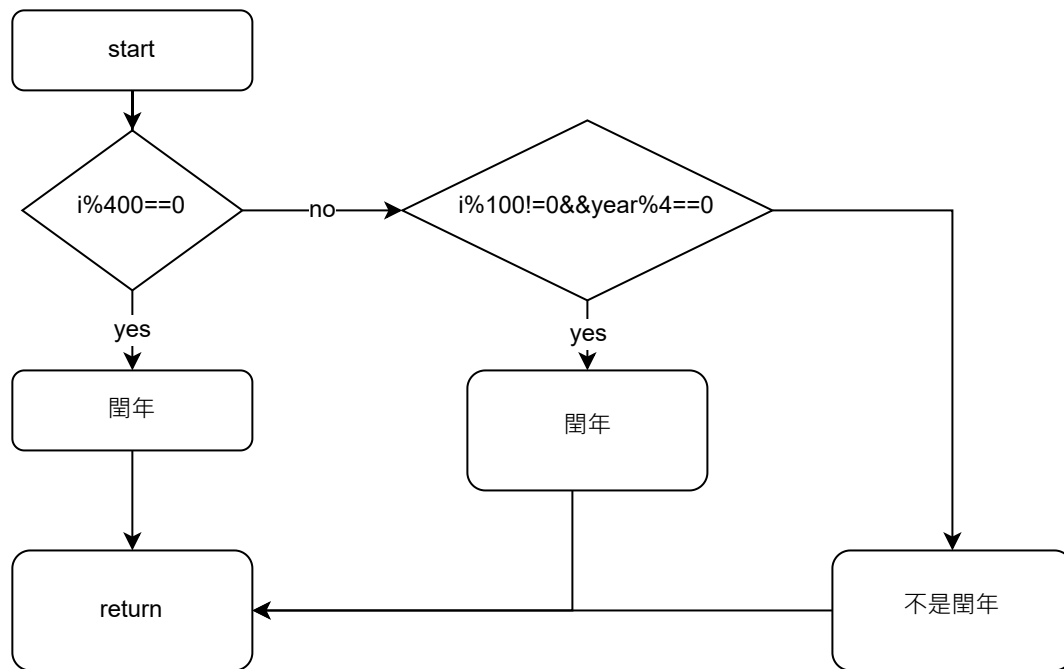 start
i%400==0
no
i%100!=0&&year%4==0
yes
yes
閏年
閏年
return
不是閏年